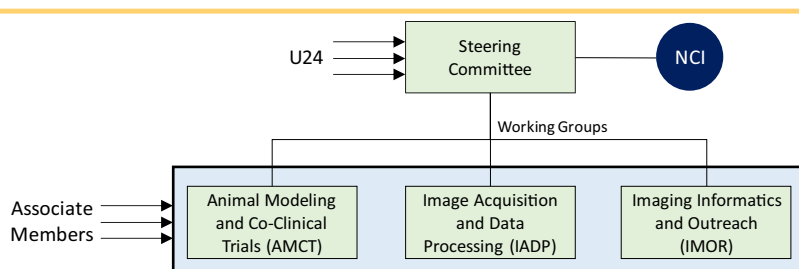 U24
Steering
Committee
NCI
Working Groups
Associate
Members
Animal Modeling
and Co-Clinical
Trials (AMCT)
Image Acquisition
and Data
Processing (IADP)
Imaging Informatics
and Outreach
(IMOR)